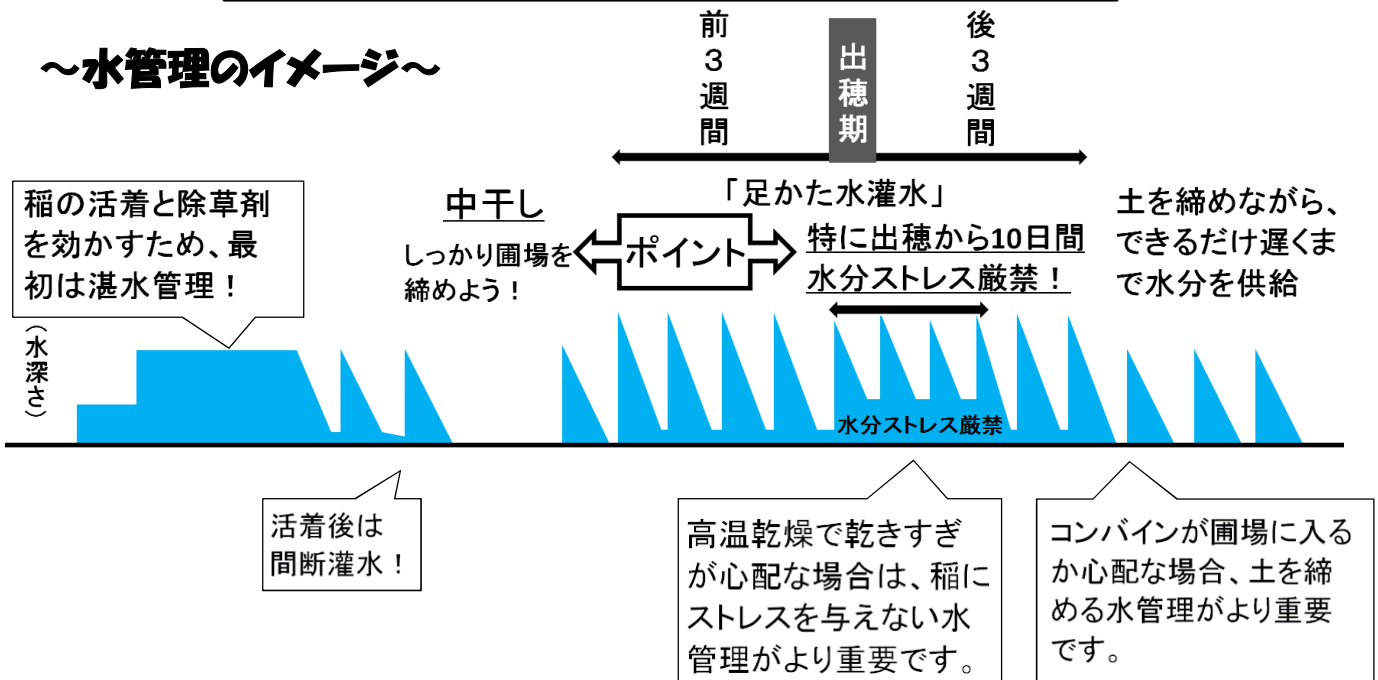 ~水管理のイメージ~
前3週間
出穂期
後3週間
稲の活着と除草剤
を効かすため、最
初は湛水管理！
中干し
しっかり圃場を
締めよう！
「足かた水灌水」
ポイント
特に出穂から10日間
水分ストレス厳禁！
土を締めながら、
できるだけ遅くま
で水分を供給
（水深さ）
水分ストレス厳禁
活着後は
間断灌水！
高温乾燥で乾きすぎ
が心配な場合は、稲に
ストレスを与えない水
管理がより重要です。
コンバインが圃場に入る
か心配な場合、土を締
める水管理がより重要
です。